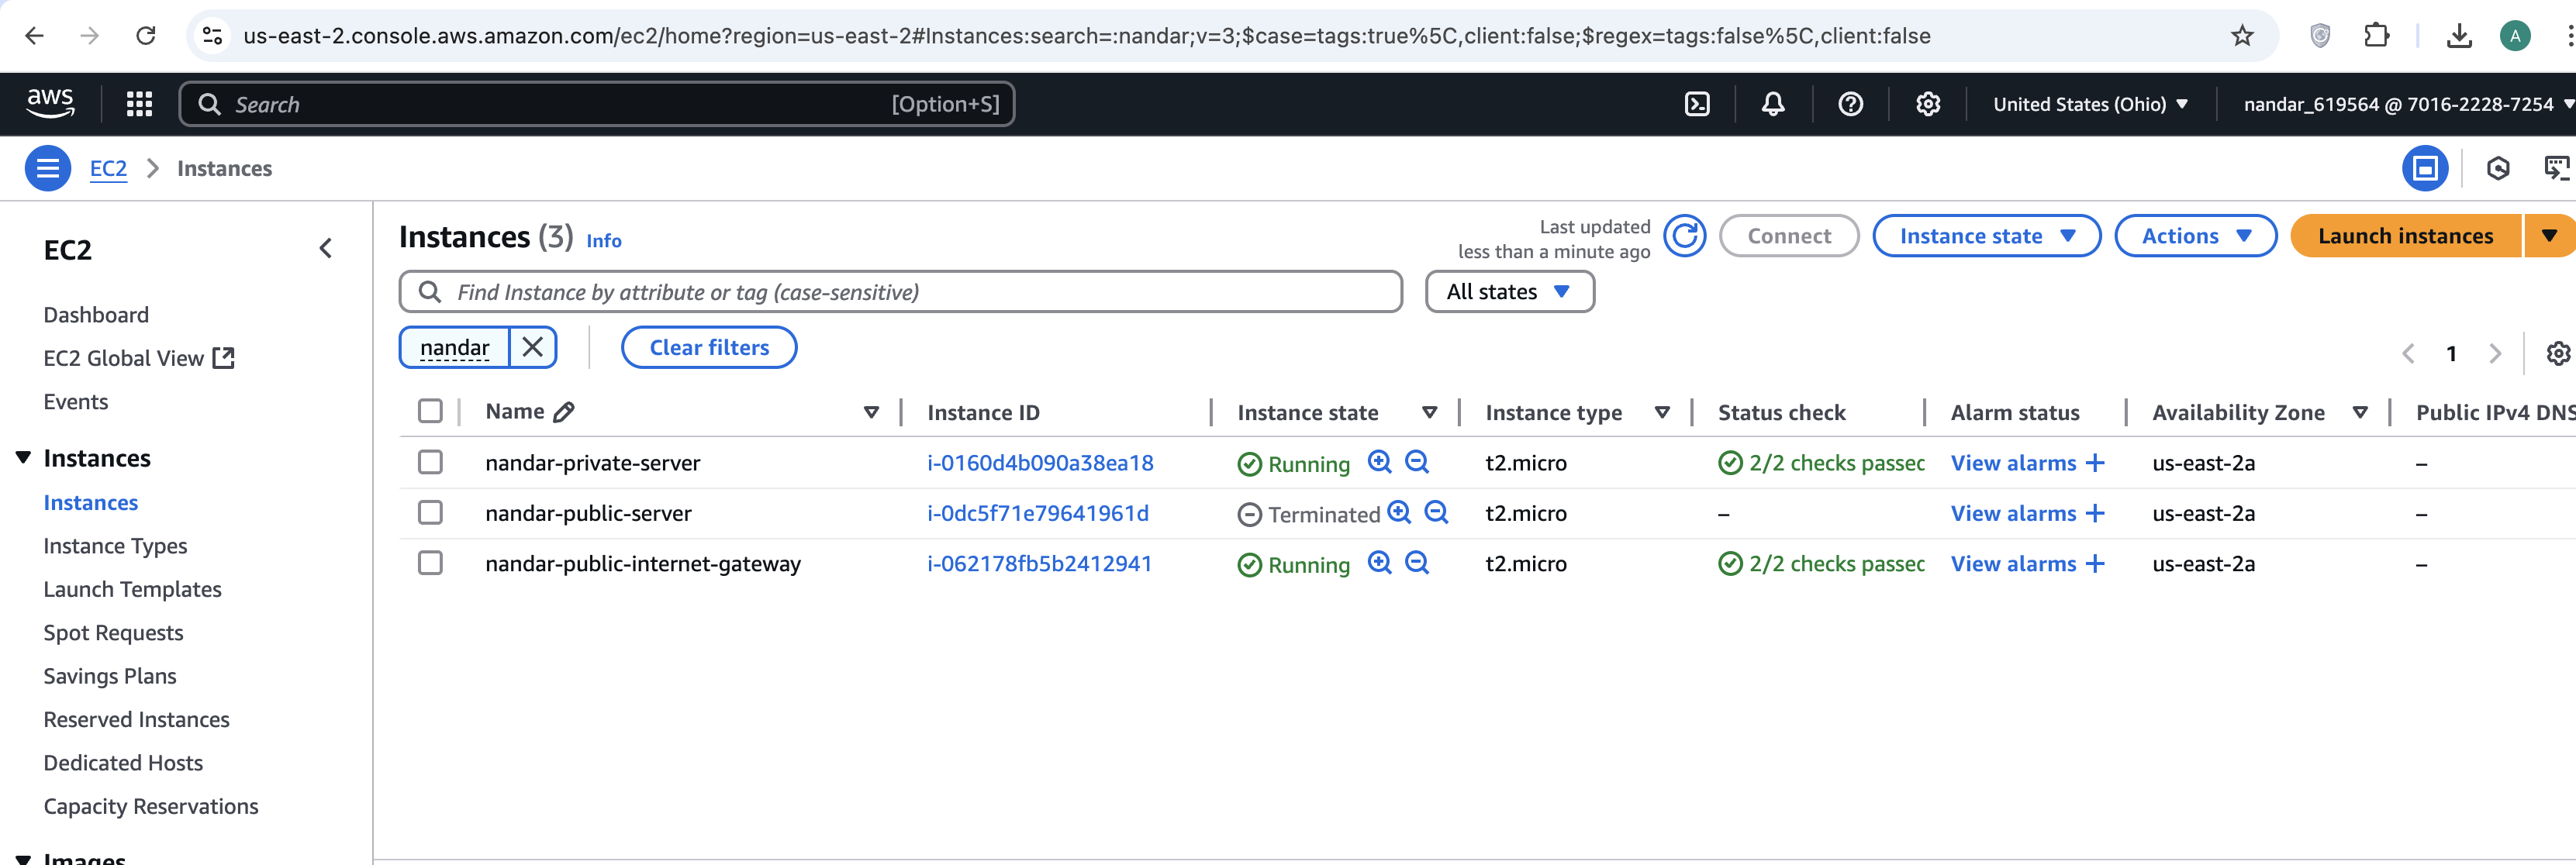 us-east-2.console.aws.amazon.com/ec2/home?region=us-east-2#Instances:search=:nandar;v=3;$case=tags:true%5C,client:false;$regex=tags:false%5C,client:false
A
aws
Search
[Option+S]
United States (Ohio)
nandar_619564 @ 7016-2228-7254
EC2
Instances
EC2
Dashboard
EC2 Global View
Events
Instances
Instances
Instance Types
Launch Templates
Spot Requests
Savings Plans
Reserved Instances
Dedicated Hosts
Capacity Reservations
Images
Instances (3) Info
Last updated
less than a minute ago
Connect
Instance state
Actions
Launch instances
Find Instance by attribute or tag (case-sensitive)
All states
nandar
Clear filters
1
Name Instance ID Instance state Instance type Status check Alarm status Availability Zone Public IPv4 DNS
nandar-private-server i-0160d4b090a38ea18 Running t2.micro 2/2 checks passec View alarms + us-east-2a –
nandar-public-server i-0dc5f71e79641961d Terminated t2.micro – View alarms + us-east-2a –
nandar-public-internet-gateway i-062178fb5b2412941 Running t2.micro 2/2 checks passec View alarms + us-east-2a –